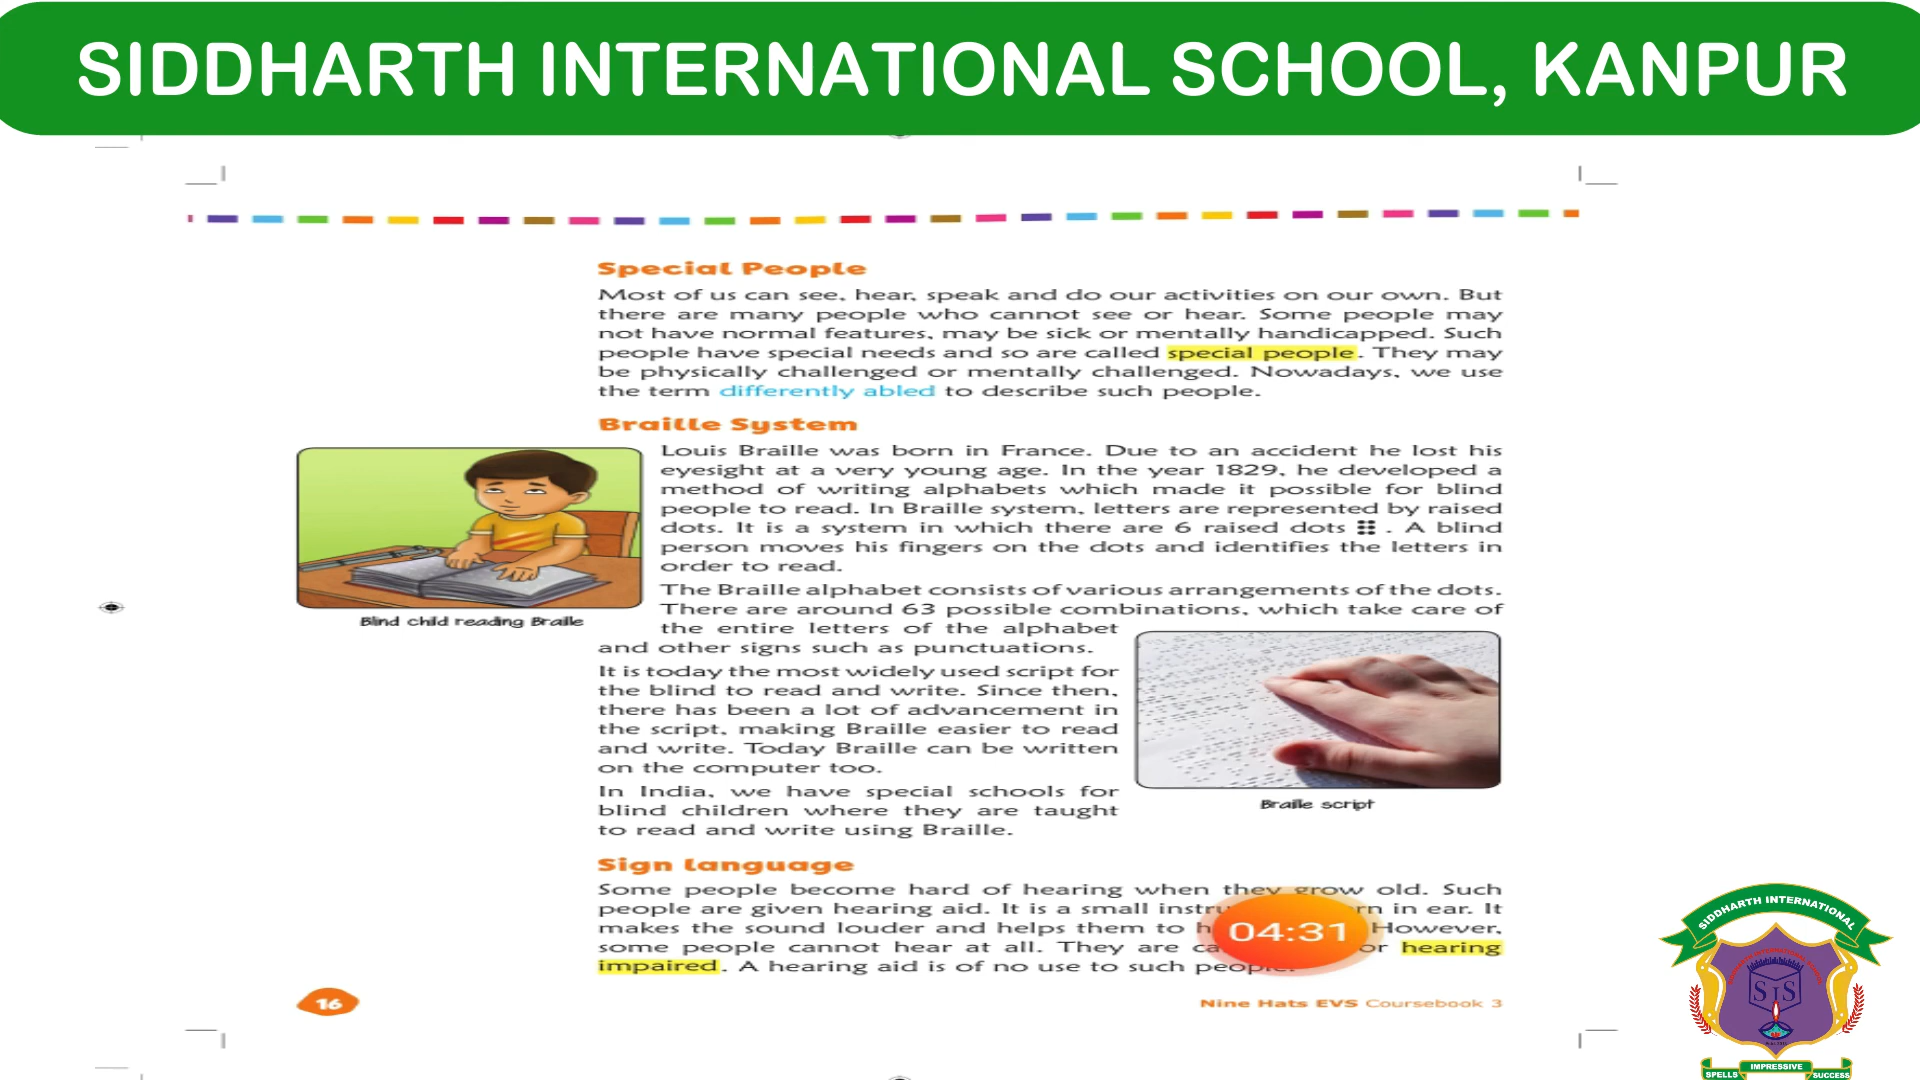 SIDDHARTH INTERNATIONAL SCHOOL, KANPUR
Special People
Most of us can see, hear, speak and do our activities on our own. But
there are many people who cannot see or hear. Some people may
not have normal features, may be sick or mentally handicapped. Such
people have special needs and so are called special people. They may
be physically challenged or mentally challenged. Nowadays, we use
the term differently abled to describe such people.
Braille System
Louis Braille was born in France. Due to an accident he lost his
eyesight at a very young age. In the year 1829, he developed a
method of writing alphabets which made it possible for blind
people to read. In Braille system, letters are represented by raised
dots. It is a system in which there are 6 raised dots ⠿ . A blind
person moves his fingers on the dots and identifies the letters in
order to read.
Blind child reading Braille
The Braille alphabet consists of various arrangements of the dots.
There are around 63 possible combinations, which take care of
the entire letters of the alphabet
and other signs such as punctuations.
It is today the most widely used script for
the blind to read and write. Since then,
there has been a lot of advancement in
the script, making Braille easier to read
and write. Today Braille can be written
on the computer too.
In India, we have special schools for
blind children where they are taught
to read and write using Braille.
Braille script
Sign language
Some people become hard of hearing when they grow old. Such
people are given hearing aid. It is a small in ear. It
makes the sound louder and helps them to However,
some people cannot hear at all. They are or hearing
impaired. A hearing aid is of no use to such people.
04:31
16
Nine Hats EVS Coursebook 3
SIDDHARTH INTERNATIONAL
SIS
SPELLS IMPRESSIVE SUCCESS